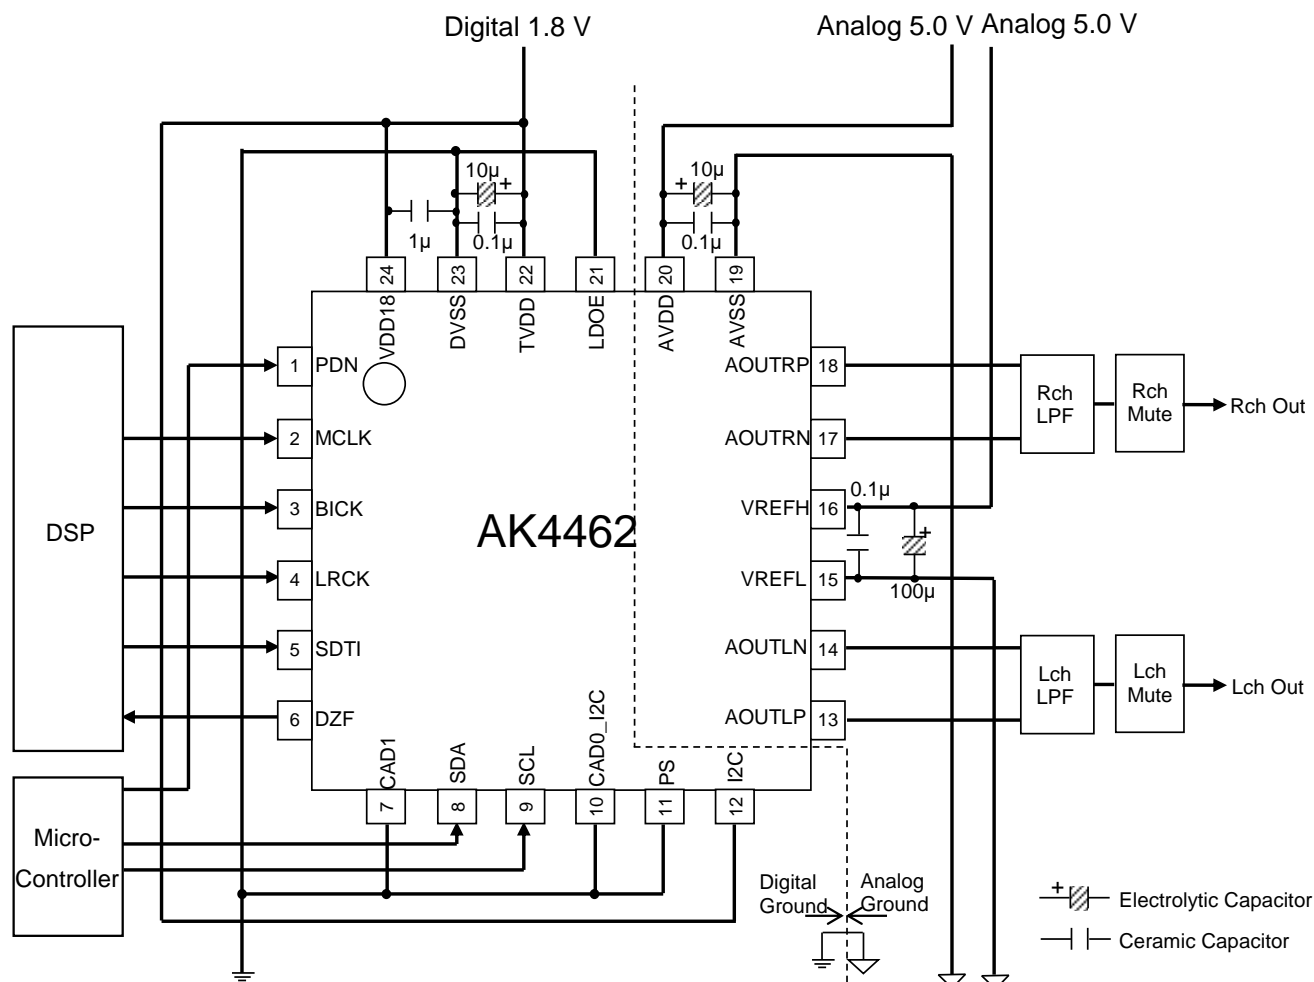 Digital 1.8 V
Analog 5.0 V Analog 5.0 V
10µ
+
1µ
0.1µ
+
10µ
0.1µ
24
23
22
21
20
19
VDD18
DVSS
TVDD
LDOE
AVDD
AVSS
DSP
1 PDN
2 MCLK
3 BICK
4 LRCK
5 SDTI
6 DZF
AK4462
AOUTRP 18
AOUTRN 17
VREFH 16
VREFL 15
AOUTLN 14
AOUTLP 13
0.1µ
+
100µ
Rch
LPF
Rch
Mute
Rch Out
Lch
LPF
Lch
Mute
Lch Out
CAD1
SDA
SCL
CAD0_I2C
PS
I2C
7
8
9
10
11
12
Micro-
Controller
Digital
Ground
Analog
Ground
+
Electrolytic Capacitor
Ceramic Capacitor